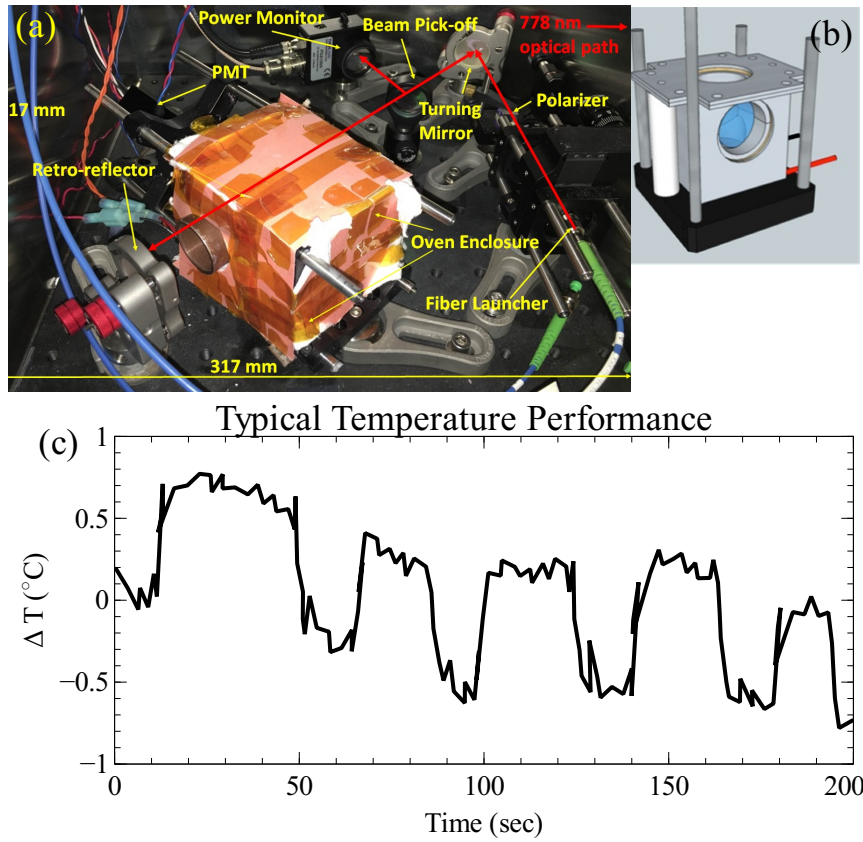 (a)
Power Monitor
Beam Pick-off
778 nm
optical path
(b)
PMT
17 mm
Turning
Mirror
Polarizer
Retro-reflector
Oven Enclosure
Fiber Launcher
317 mm
Typical Temperature Performance
(c)
1
0.5
0
−0.5
−1
Δ T (°C)
0
50
100
150
200
Time (sec)